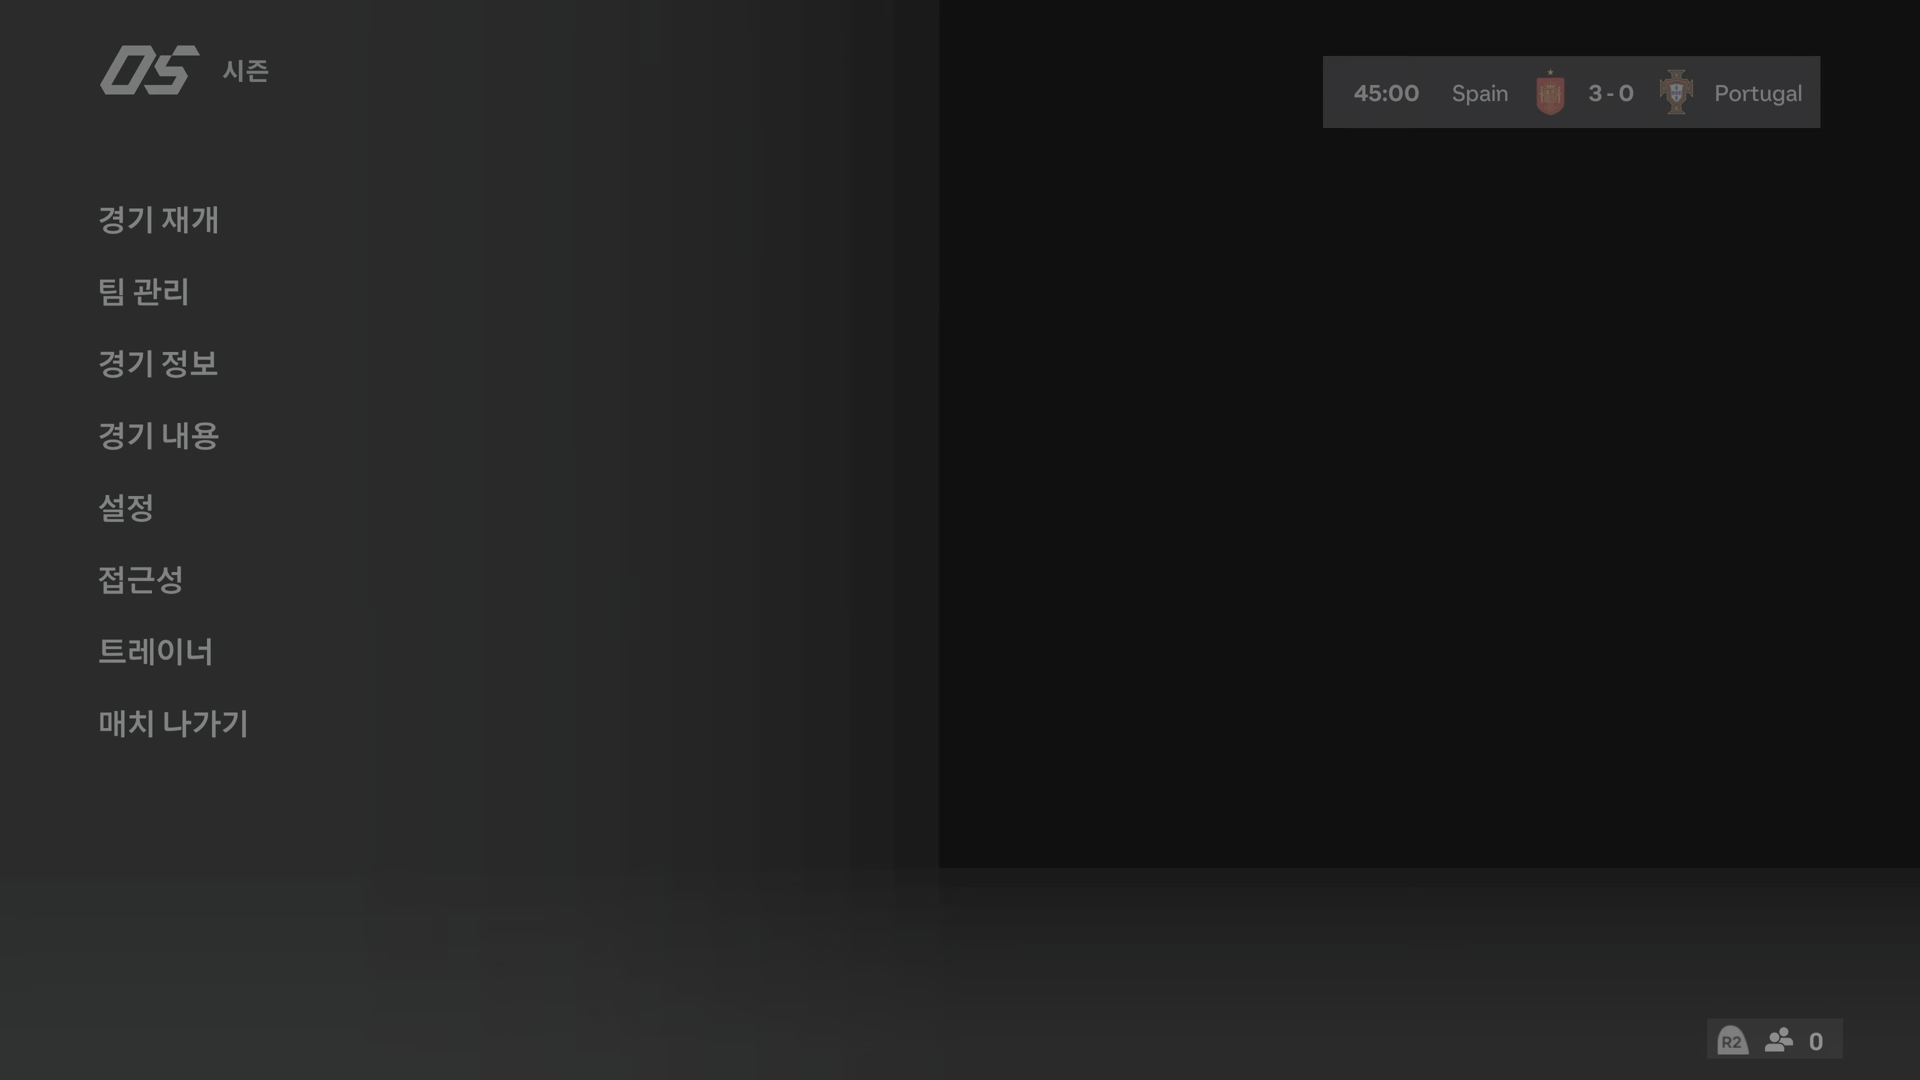 OS 시즌
45:00 Spain 3 - 0 Portugal
경기 재개
팀 관리
경기 정보
경기 내용
설정
접근성
트레이너
매치 나가기
R2 0